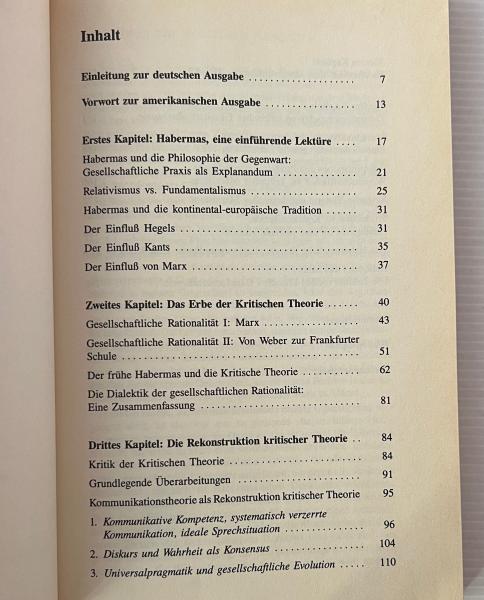 Inhalt
Einleitung zur deutschen Ausgabe .................... 7
Vorwort zur amerikanischen Ausgabe ................. 13
Erstes Kapitel: Habermas, eine einführende Lektüre .... 17
Habermas und die Philosophie der Gegenwart:
Gesellschaftliche Praxis als Explanandum .............. 21
Relativismus vs. Fundamentalismus .................... 25
Habermas und die kontinental-europäische Tradition ...... 31
Der Einfluß Hegels .................................. 31
Der Einfluß Kants ................................... 35
Der Einfluß von Marx ................................ 37
Zweites Kapitel: Das Erbe der Kritischen Theorie ...... 40
Gesellschaftliche Rationalität I: Marx .................. 43
Gesellschaftliche Rationalität II: Von Weber zur Frankfurter
Schule ............................................. 51
Der frühe Habermas und die Kritische Theorie ........... 62
Die Dialektik der gesellschaftlichen Rationalität:
Eine Zusammenfassung ............................... 81
Drittes Kapitel: Die Rekonstruktion kritischer Theorie .. 84
Kritik der Kritischen Theorie ......................... 84
Grundlegende Überarbeitungen ........................ 91
Kommunikationstheorie als Rekonstruktion kritischer Theorie 95
1. Kommunikative Kompetenz, systematisch verzerrte
Kommunikation, ideale Sprechsituation ............... 96
2. Diskurs und Wahrheit als Konsensus ................ 104
3. Universalpragmatik und gesellschaftliche Evolution ..... 110